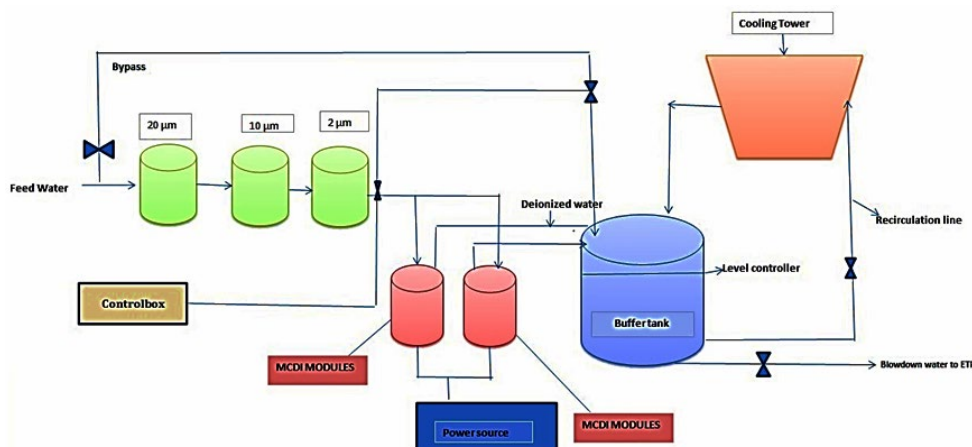 Cooling Tower
Bypass
20 µm
10 µm
2 µm
Feed Water
Deionized water
Recirculation line
Level controller
Controlbox
Buffer tank
MCDI MODULES
Blowdown water to ETP
MCDI MODULES
Power source